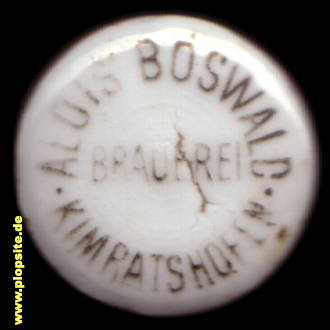 ALOIS BOSWALD
BRAUEREI
· KIMRATSHOFEN ·
www.plopsite.de